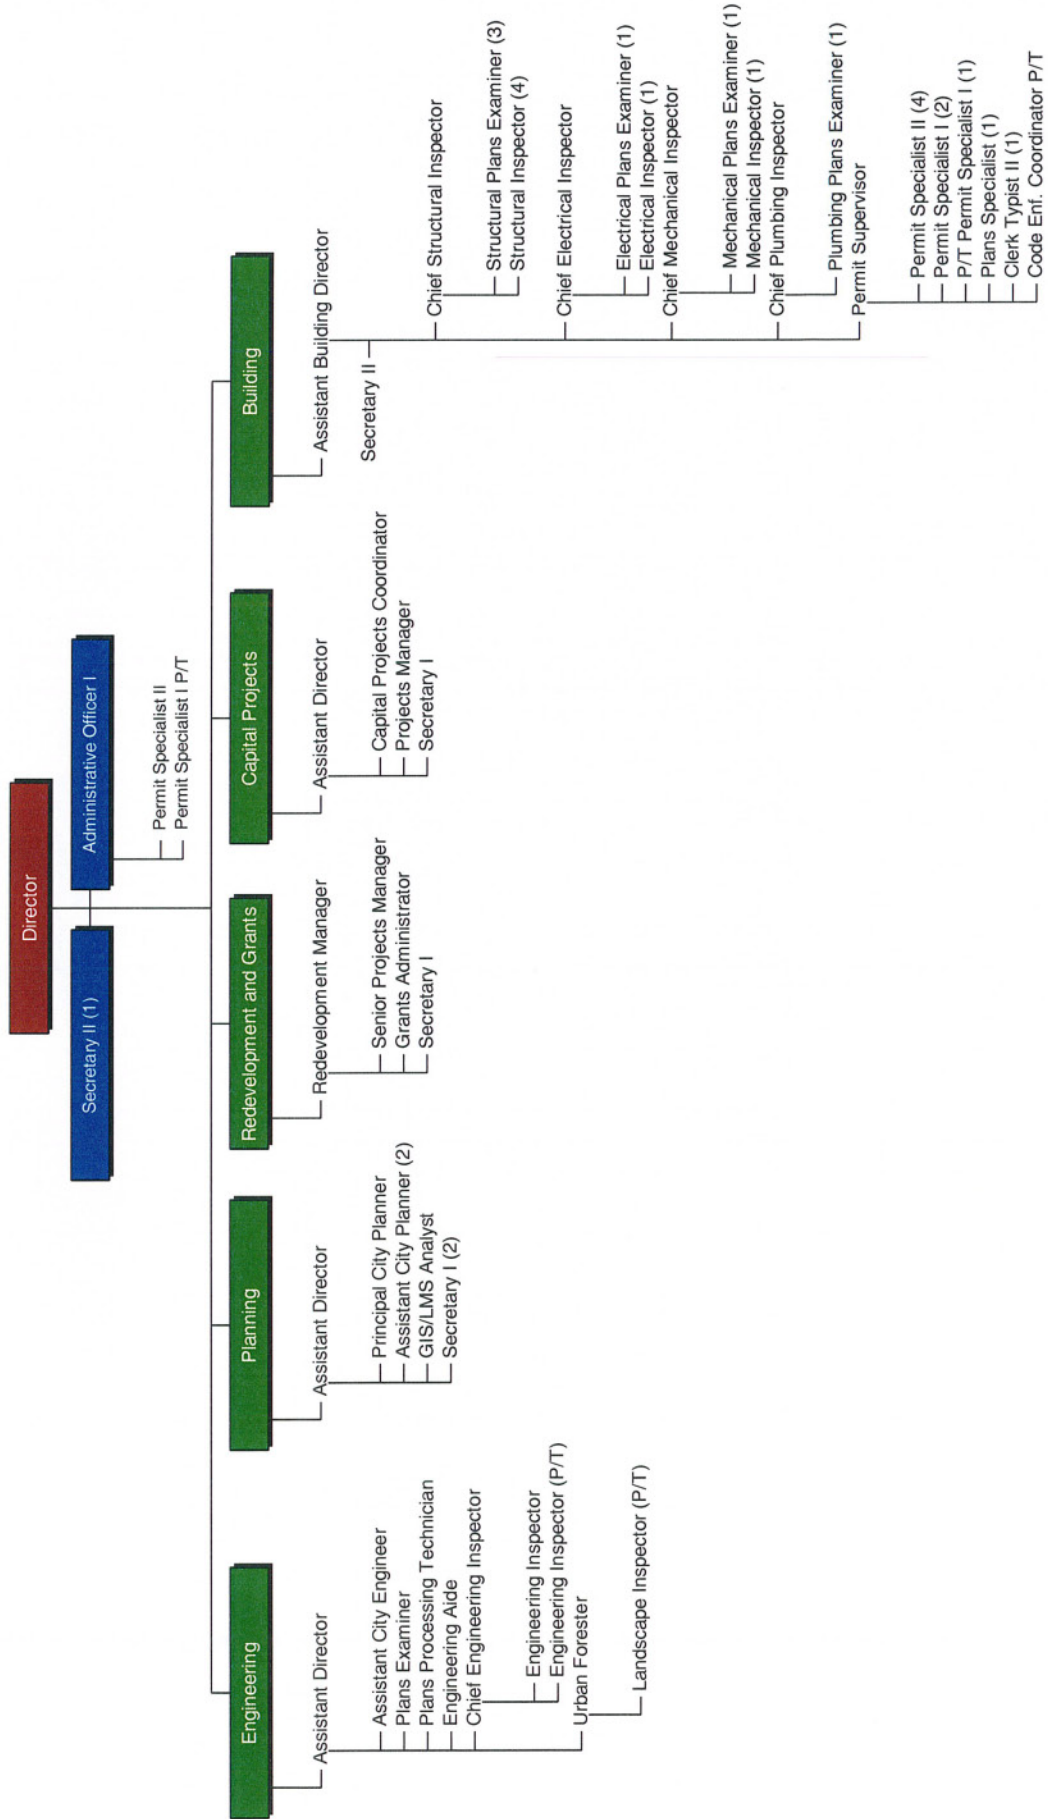 Director
Secretary II (1)
Administrative Officer I
Permit Specialist II
Permit Specialist I P/T
Engineering
Assistant Director
Assistant City Engineer
Plans Examiner
Plans Processing Technician
Engineering Aide
Chief Engineering Inspector
Engineering Inspector
Engineering Inspector (P/T)
Urban Forester
Landscape Inspector (P/T)
Planning
Assistant Director
Principal City Planner
Assistant City Planner (2)
GIS/LMS Analyst
Secretary I (2)
Redevelopment and Grants
Redevelopment Manager
Senior Projects Manager
Grants Administrator
Secretary I
Capital Projects
Assistant Director
Capital Projects Coordinator
Projects Manager
Secretary I
Building
Assistant Building Director
Secretary II
Chief Structural Inspector
Structural Plans Examiner (3)
Structural Inspector (4)
Chief Electrical Inspector
Electrical Plans Examiner (1)
Electrical Inspector (1)
Chief Mechanical Inspector
Mechanical Plans Examiner (1)
Mechanical Inspector (1)
Chief Plumbing Inspector
Plumbing Plans Examiner (1)
Permit Supervisor
Permit Specialist II (4)
Permit Specialist I (2)
P/T Permit Specialist I (1)
Plans Specialist (1)
Clerk Typist II (1)
Code Enf. Coordinator P/T